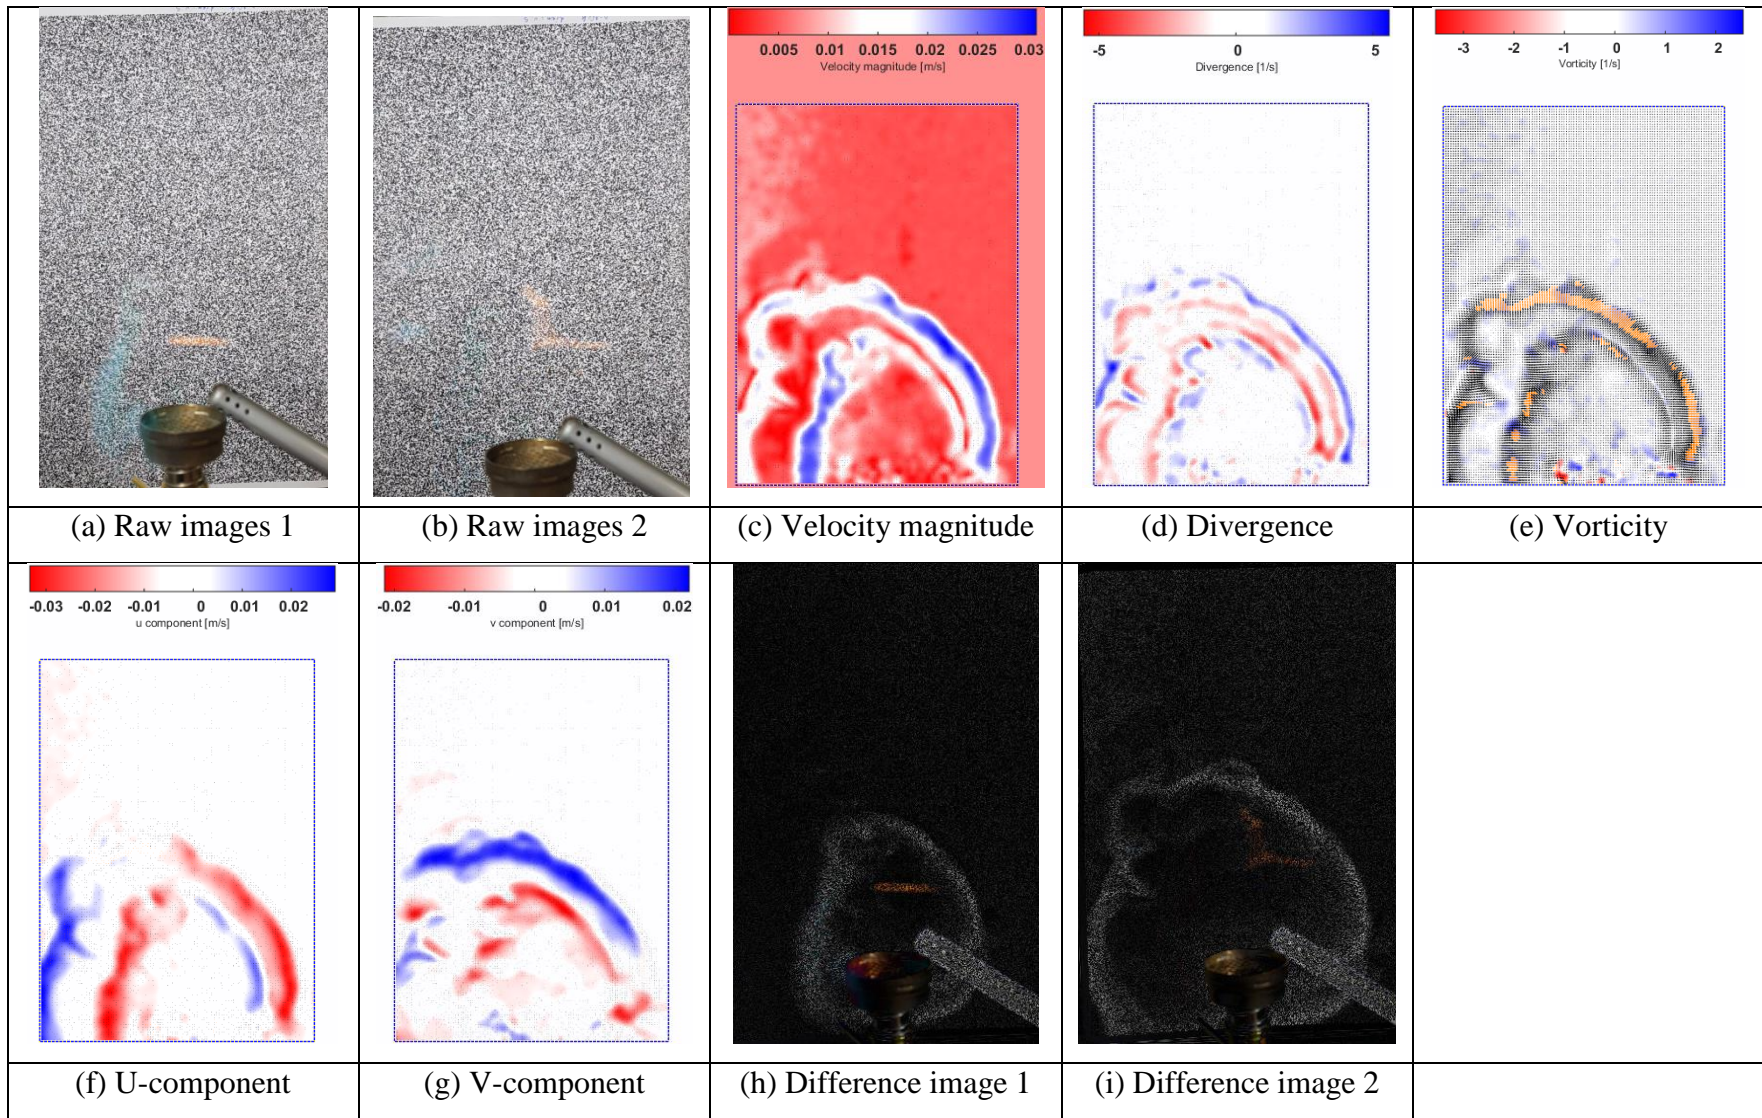 0.005 0.01 0.015 0.02 0.025 0.03
Velocity magnitude [m/s]
-5 0 5
Divergence [1/s]
-3 -2 -1 0 1 2
Vorticity [1/s]
(a) Raw images 1
(b) Raw images 2
(c) Velocity magnitude
(d) Divergence
(e) Vorticity
-0.03 -0.02 -0.01 0 0.01 0.02
u component [m/s]
-0.02 -0.01 0 0.01 0.02
v component [m/s]
(f) U-component
(g) V-component
(h) Difference image 1
(i) Difference image 2